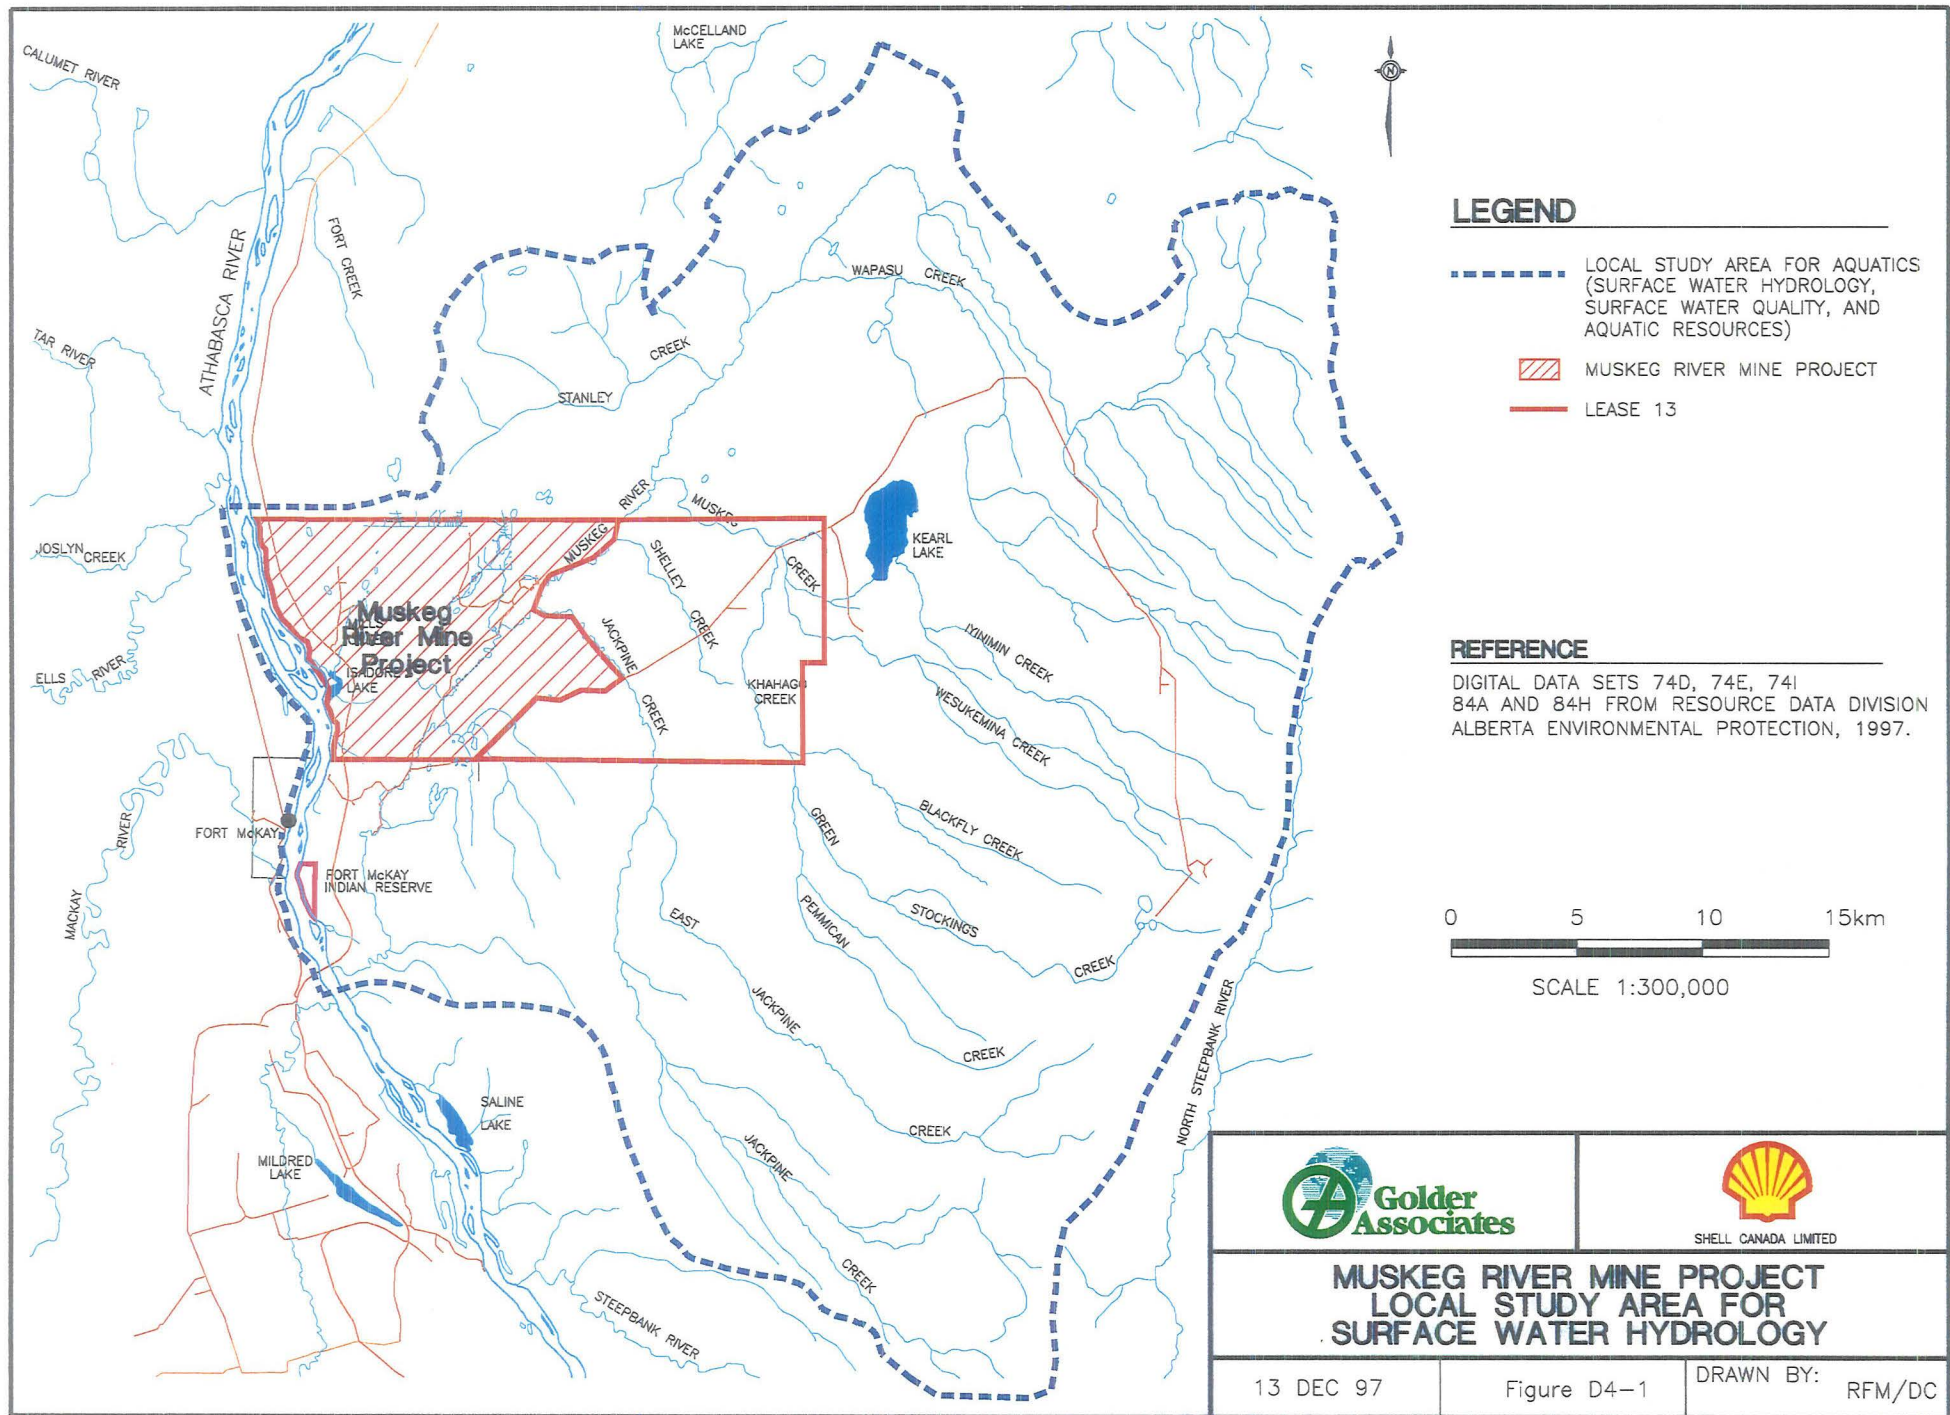 CALUMET RIVER
McCELLAND
LAKE
ATHABASCA RIVER
FORT CREEK
TAR RIVER
WAPASU CREEK
CREEK
STANLEY
RIVER
MUSKEG
MUSKEG
JOSLYN CREEK
KEARL
LAKE
SHELLEY
CREEK
CREEK
Muskeg
River Mine
Project
MILLS
ISADORE'S
LAKE
JACKPINE
CREEK
ELLS RIVER
KHAHAGO
CREEK
IYINIMIN CREEK
WESUKEMINA CREEK
MACKAY RIVER
FORT McKAY
FORT McKAY
INDIAN RESERVE
GREEN
STOCKINGS
CREEK
BLACKFLY CREEK
PEMMICAN
CREEK
EAST
JACKPINE
CREEK
JACKPINE
CREEK
NORTH STEEPBANK RIVER
SALINE
LAKE
MILDRED
LAKE
STEEPBANK RIVER
N
LEGEND
LOCAL STUDY AREA FOR AQUATICS
(SURFACE WATER HYDROLOGY,
SURFACE WATER QUALITY, AND
AQUATIC RESOURCES)
MUSKEG RIVER MINE PROJECT
LEASE 13
REFERENCE
DIGITAL DATA SETS 74D, 74E, 74I
84A AND 84H FROM RESOURCE DATA DIVISION
ALBERTA ENVIRONMENTAL PROTECTION, 1997.
0 5 10 15km
SCALE 1:300,000
Golder
Associates
SHELL CANADA LIMITED
MUSKEG RIVER MINE PROJECT
LOCAL STUDY AREA FOR
SURFACE WATER HYDROLOGY
13 DEC 97
Figure D4-1
DRAWN BY: RFM/DC